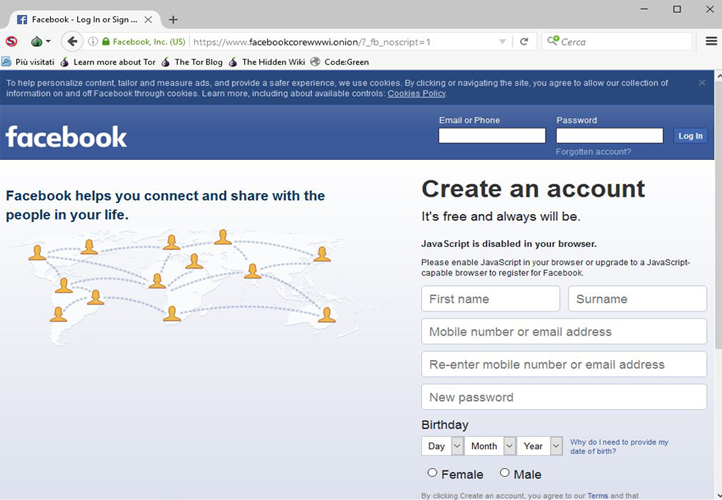 Facebook - Log In or Sign ...
Facebook, Inc. (US)
https://www.facebookcorewwwi.onion/?_fb_noscript=1
Cerca
Più visitati
Learn more about Tor
The Tor Blog
The Hidden Wiki
Code:Green
To help personalize content, tailor and measure ads, and provide a safer experience, we use cookies. By clicking or navigating the site, you agree to allow our collection of
information on and off Facebook through cookies. Learn more, including about available controls: Cookies Policy.
facebook
Email or Phone
Password
Log In
Forgotten account?
Facebook helps you connect and share with the
people in your life.
Create an account
It's free and always will be.
JavaScript is disabled in your browser.
Please enable JavaScript in your browser or upgrade to a JavaScript-
capable browser to register for Facebook.
First name
Surname
Mobile number or email address
Re-enter mobile number or email address
New password
Birthday
Day
Month
Year
Why do I need to provide my
date of birth?
Female
Male
By clicking Create an account, you agree to our Terms and that